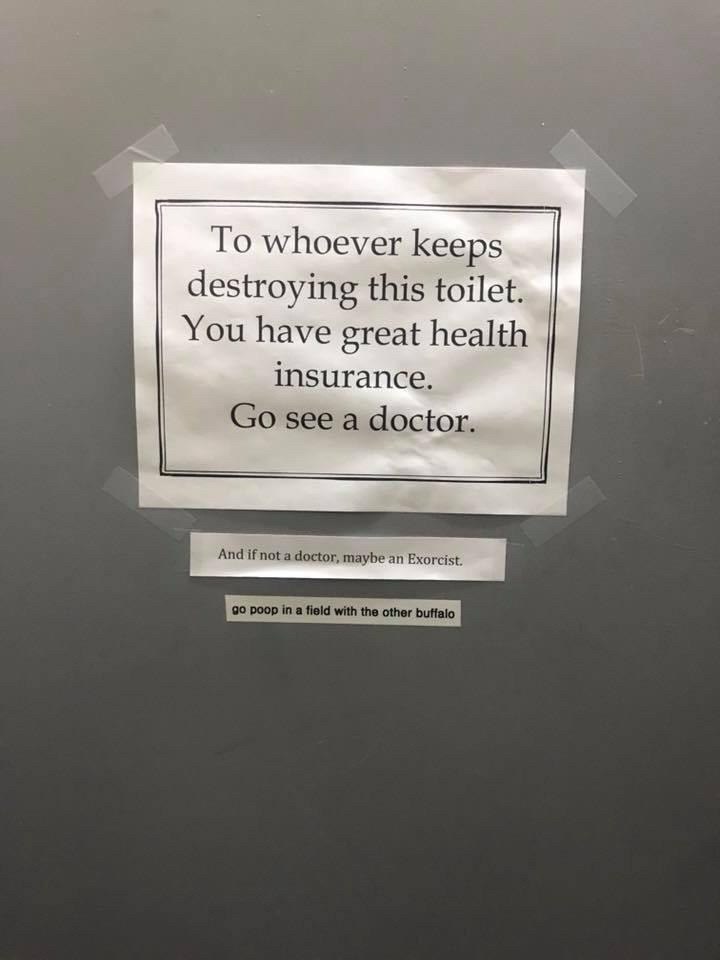 To whoever keeps
destroying this toilet.
You have great health
insurance.
Go see a doctor.
And if not a doctor, maybe an Exorcist.
go poop in a field with the other buffalo